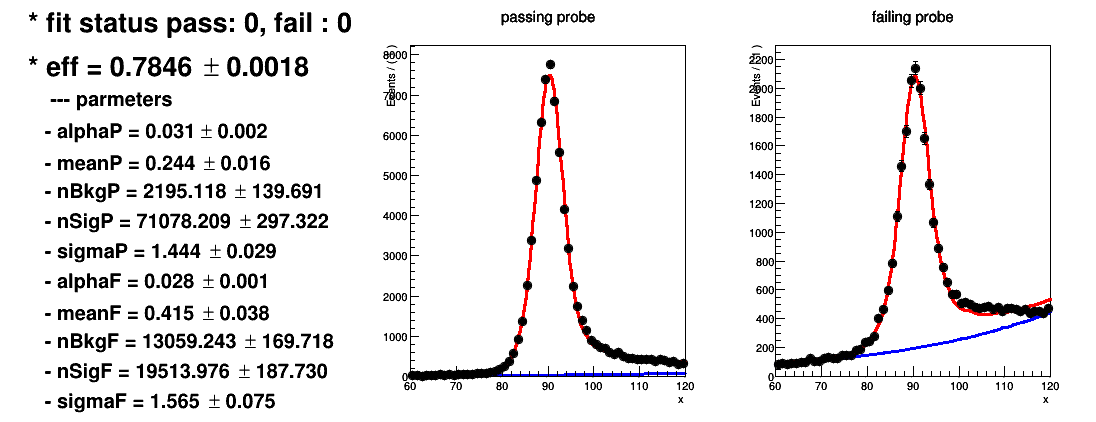 * fit status pass: 0, fail : 0
* eff = 0.7846 ± 0.0018
--- parmeters
- alphaP = 0.031 ± 0.002
- meanP = 0.244 ± 0.016
- nBkgP = 2195.118 ± 139.691
- nSigP = 71078.209 ± 297.322
- sigmaP = 1.444 ± 0.029
- alphaF = 0.028 ± 0.001
- meanF = 0.415 ± 0.038
- nBkgF = 13059.243 ± 169.718
- nSigF = 19513.976 ± 187.730
- sigmaF = 1.565 ± 0.075
passing probe
Events / (
8000
7000
6000
5000
4000
3000
2000
1000
0
60 70 80 90 100 110 120
x
failing probe
Events / (
2200
2000
1800
1600
1400
1200
1000
800
600
400
200
0
60 70 80 90 100 110 120
x